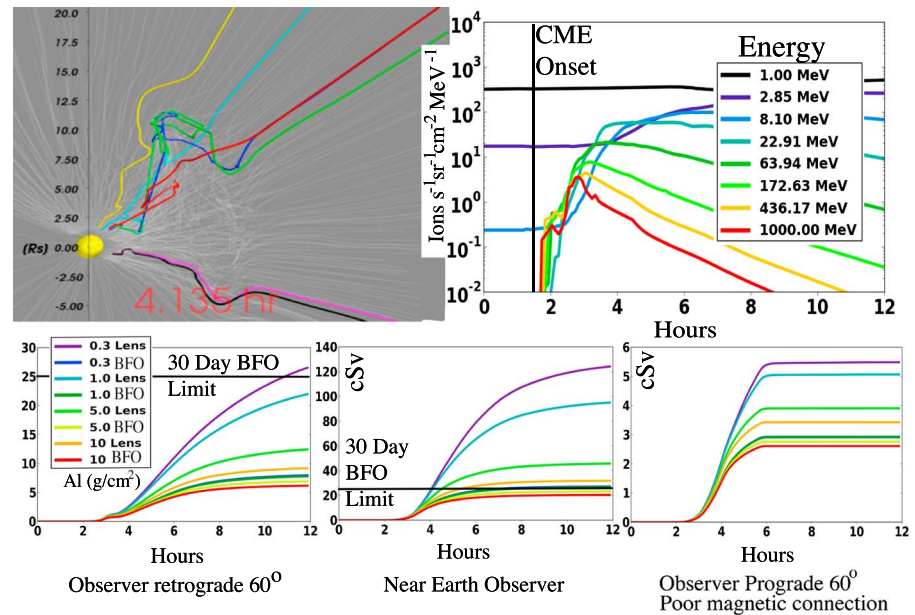 20.0
17.5
15.0
12.5
10.0
7.50
5.00
2.50
(Rs) 0.00
-2.50
-5.00
4.135 hr
CME
Onset
Energy
1.00 MeV
2.85 MeV
8.10 MeV
22.91 MeV
63.94 MeV
172.63 MeV
436.17 MeV
1000.00 MeV
Ions s⁻¹sr⁻¹cm⁻² MeV⁻¹
10⁴
10³
10²
10¹
10⁰
10⁻¹
10⁻²
0 2 4 6 8 10 12
Hours
30
25
20
15
10
5
0
0.3 Lens
0.3 BFO
1.0 Lens
1.0 BFO
5.0 Lens
5.0 BFO
10 Lens
10 BFO
Al (g/cm²)
30 Day BFO
Limit
0 2 4 6 8 10 12
Hours
Observer retrograde 60°
140
120
100
80
60
40
20
0
cSv
30 Day
BFO
Limit
0 2 4 6 8 10 12
Hours
Near Earth Observer
6
5
4
3
2
1
0
cSv
0 2 4 6 8 10 12
Hours
Observer Prograde 60°
Poor magnetic connection